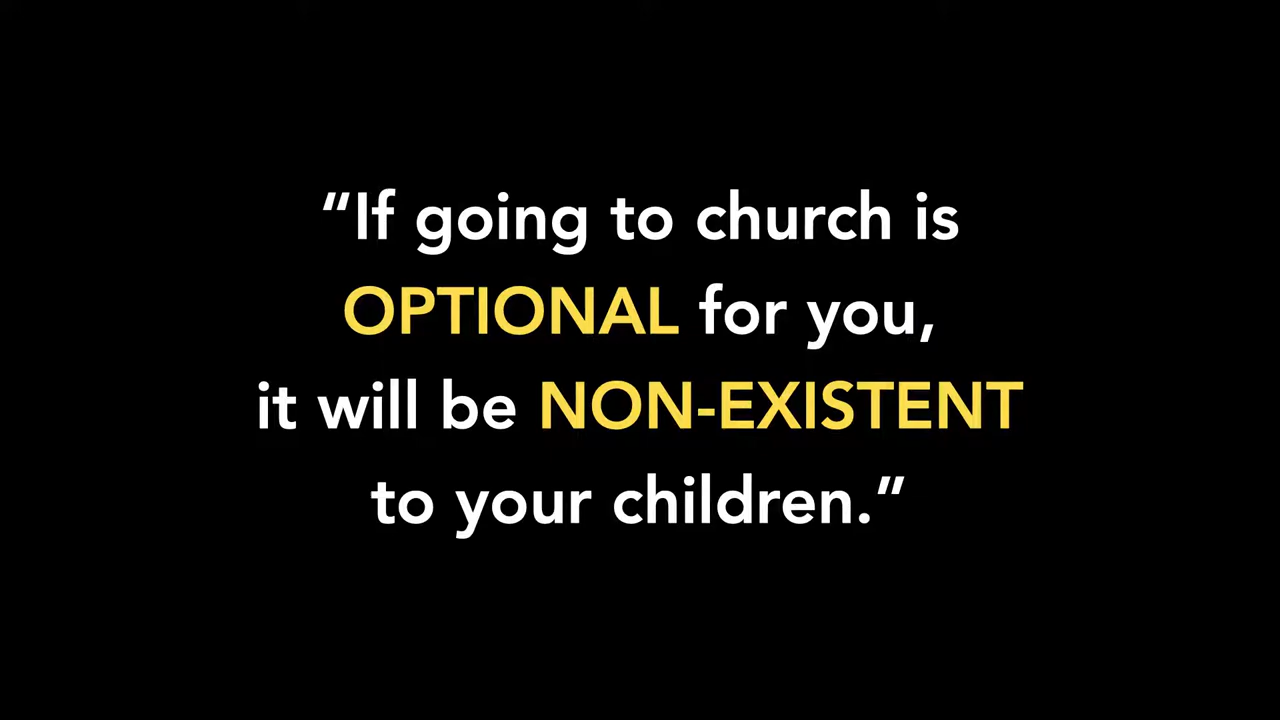 “If going to church is
OPTIONAL for you,
it will be NON-EXISTENT
to your children.”